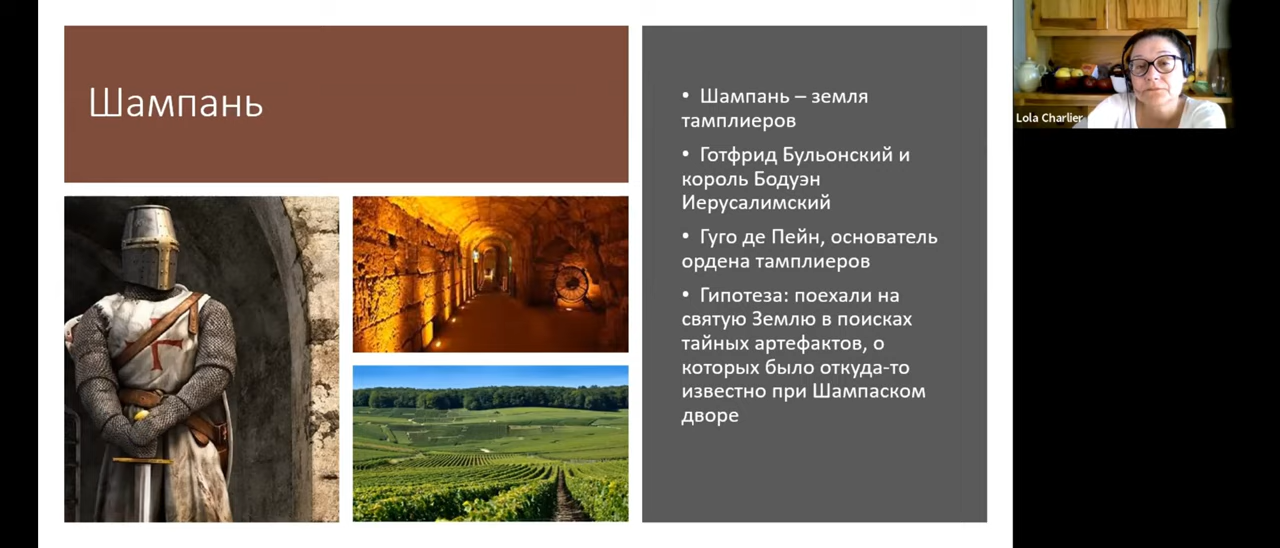 Шампань
• Шампань – земля
тамплиеров
• Готфрид Бульонский и
король Бодуэн
Иерусалимский
• Гуго де Пейн, основатель
ордена тамплиеров
• Гипотеза: поехали на
святую Землю в поисках
тайных артефактов, о
которых было откуда-то
известно при Шампаском
дворе
Lola Charlier